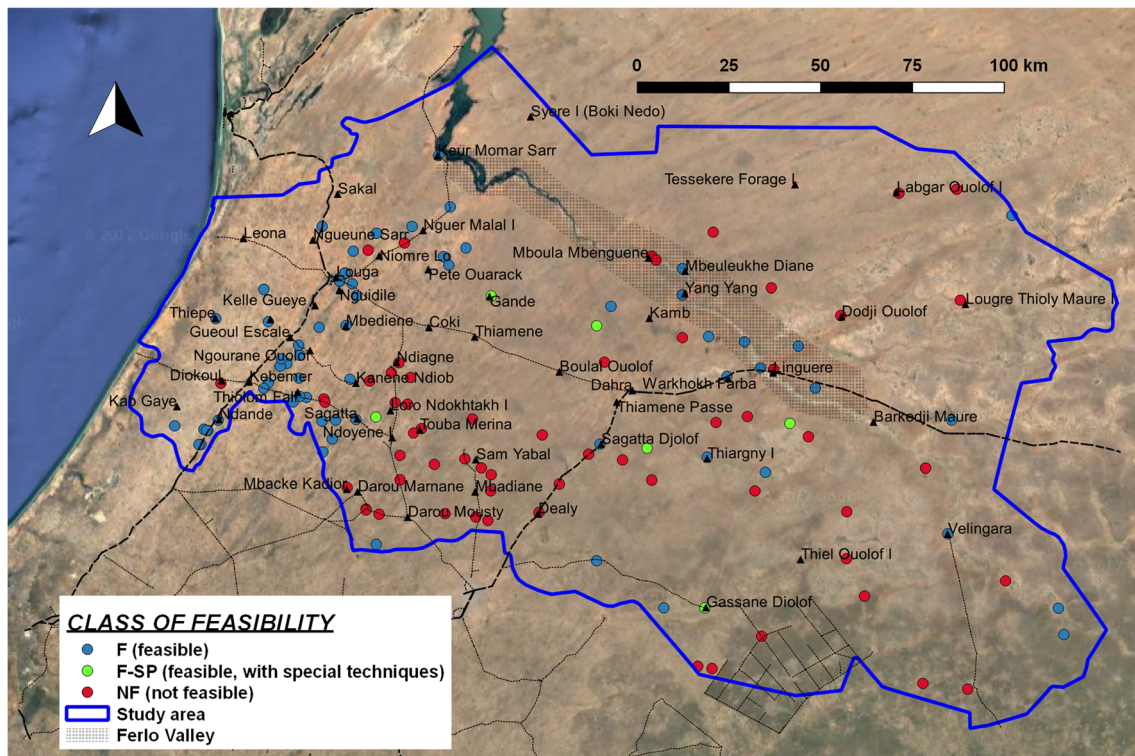 0 25 50 75 100 km
Syere I (Boki Nedo)
Keur Momar Sarr
Tessekere Forage I
Labgar Ouolof I
Sakal
© 2017 Google
Leona
Ngueune Sarr
Nguer Malal I
Niomre Lo
Mboula Mbenguene
Mbeuleukhe Diane
Louga
Pete Ouarack
Nguidile
Yang Yang
Kelle Gueye
Gande
Lougre Thioly Maure I
Thiepe
Mbediene
Coki
Kamb
Dodji Ouolof
Gueoul Escale
Thiamene
Ngourane Ouolof
Ndiagne
Boulal Ouolof
Linguere
Diokoul
Kebemer
Kanene Ndiob
Dahra
Warkhokh Farba
Kab Gaye
Thiolom Fall
Loro Ndokhtakh I
Thiamene Passe
Ndande
Sagatta
Barkedji Maure
Ndoyene
Touba Merina
Sagatta Djolof
Sam Yabal
Thiargny I
Mbacke Kadior
Darou Marnane
Mbadiane
Darou Mousty
Dealy
Velingara
Thiel Ouolof I
Gassane Djolof
CLASS OF FEASIBILITY
F (feasible)
F-SP (feasible, with special techniques)
NF (not feasible)
Study area
Ferlo Valley